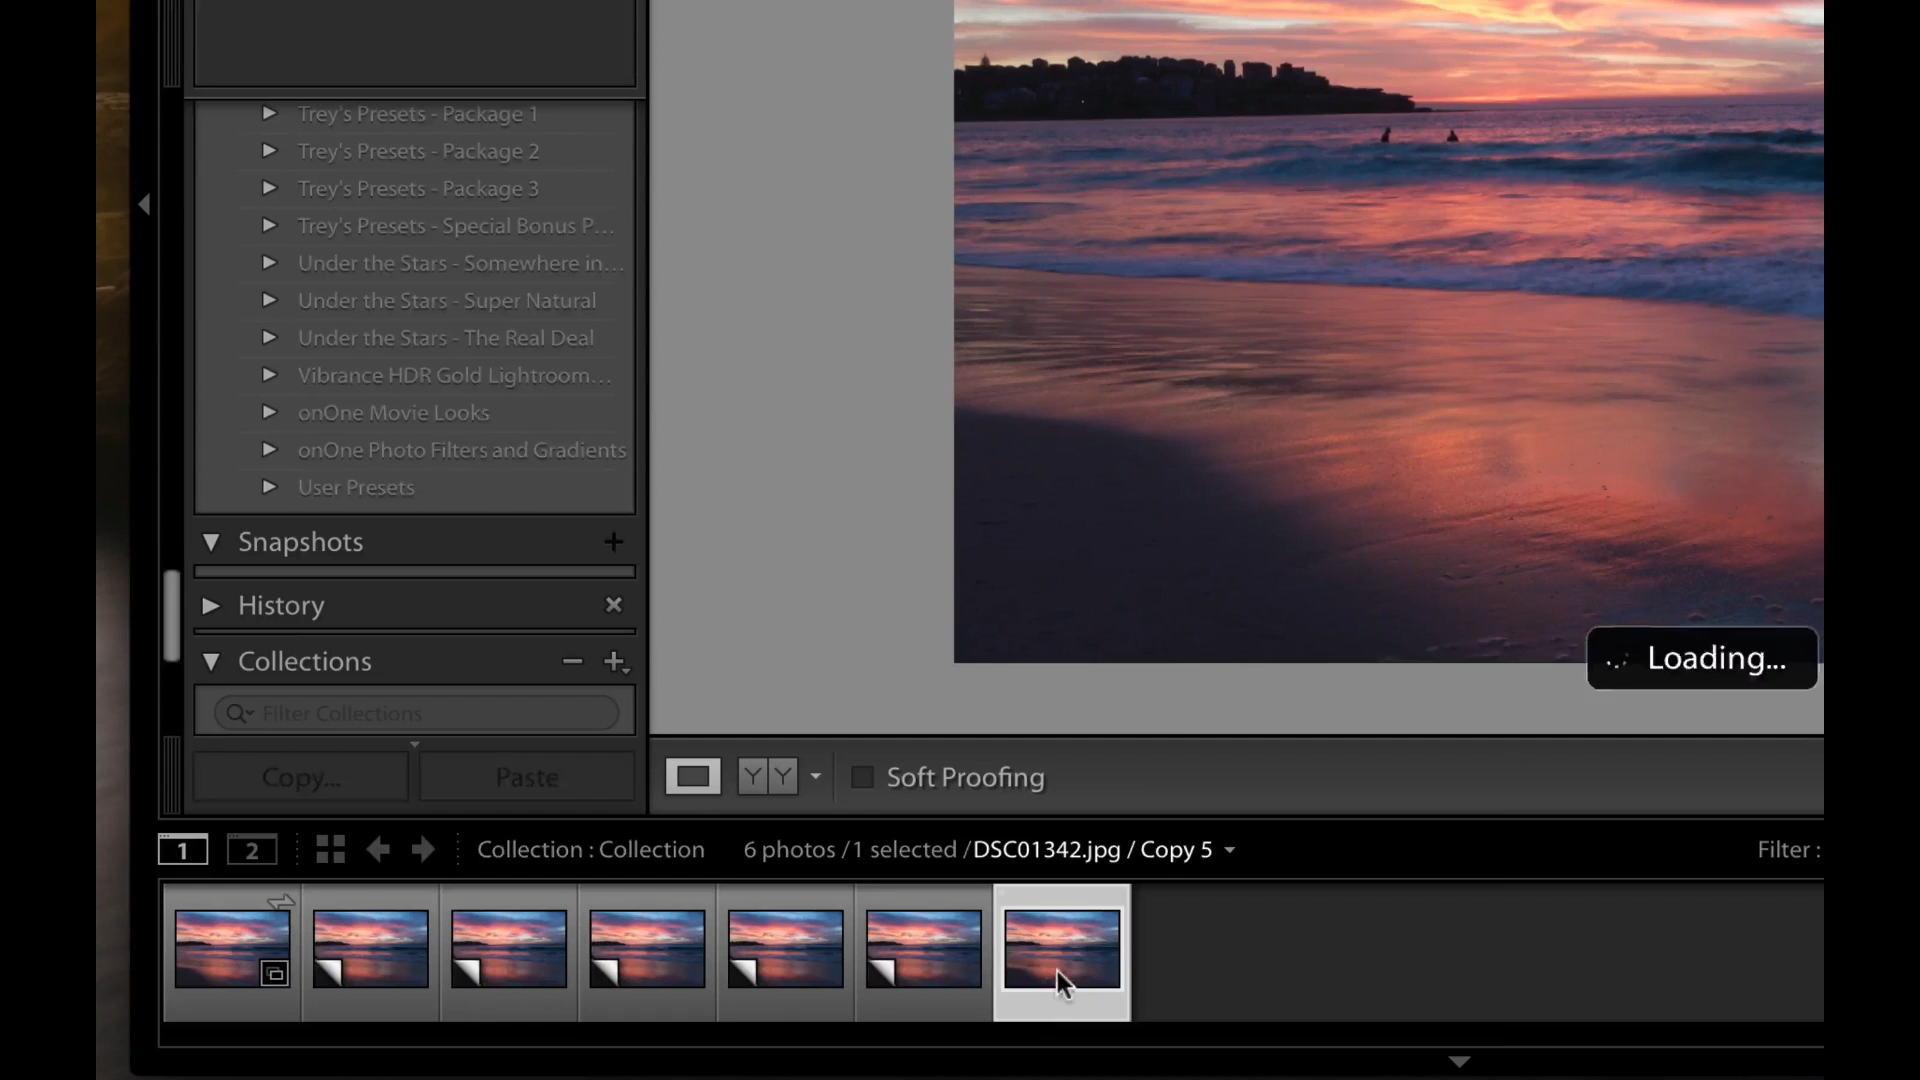 Trey's Presets - Package 1
Trey's Presets - Package 2
Trey's Presets - Package 3
Trey's Presets - Special Bonus P...
Under the Stars - Somewhere in...
Under the Stars - Super Natural
Under the Stars - The Real Deal
Vibrance HDR Gold Lightroom...
onOne Movie Looks
onOne Photo Filters and Gradients
User Presets
Snapshots
History
Collections
Filter Collections
Loading...
Copy... Paste
Y Y Soft Proofing
1 2 Collection : Collection 6 photos / 1 selected / DSC01342.jpg / Copy 5 Filter :